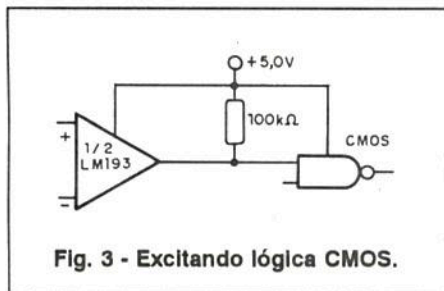 +5,0V
100kΩ
CMOS
+
1/2
LM193
-
Fig. 3 - Excitando lógica CMOS.